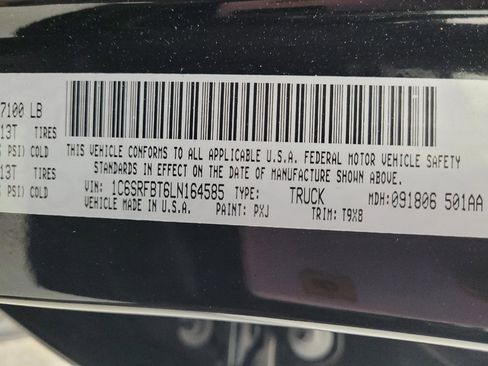 7100 LB
13T TIRES
PSI) COLD
13T TIRES
PSI) COLD
THIS VEHICLE CONFORMS TO ALL APPLICABLE U.S.A. FEDERAL MOTOR VEHICLE SAFETY
STANDARDS IN EFFECT ON THE DATE OF MANUFACTURE SHOWN ABOVE.
VIN: 1C6SRFBT6LN164585 TYPE: TRUCK MDH: 091806 501AA
VEHICLE MADE IN U.S.A. PAINT: PXJ TRIM: T9X8